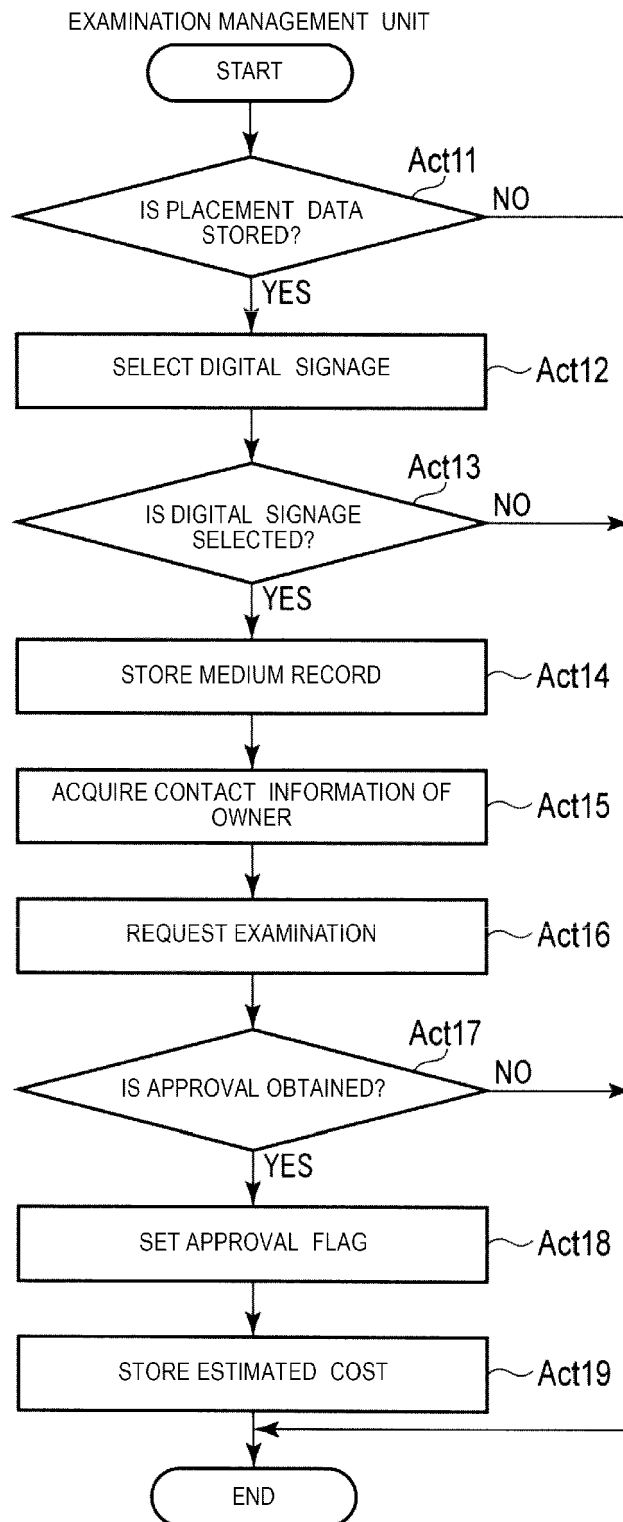 EXAMINATION MANAGEMENT UNIT
START
Act11
IS PLACEMENT DATA
STORED?
NO
YES
SELECT DIGITAL SIGNAGE
Act12
Act13
IS DIGITAL SIGNAGE
SELECTED?
NO
YES
STORE MEDIUM RECORD
Act14
ACQUIRE CONTACT INFORMATION OF
OWNER
Act15
REQUEST EXAMINATION
Act16
Act17
IS APPROVAL OBTAINED?
NO
YES
SET APPROVAL FLAG
Act18
STORE ESTIMATED COST
Act19
END